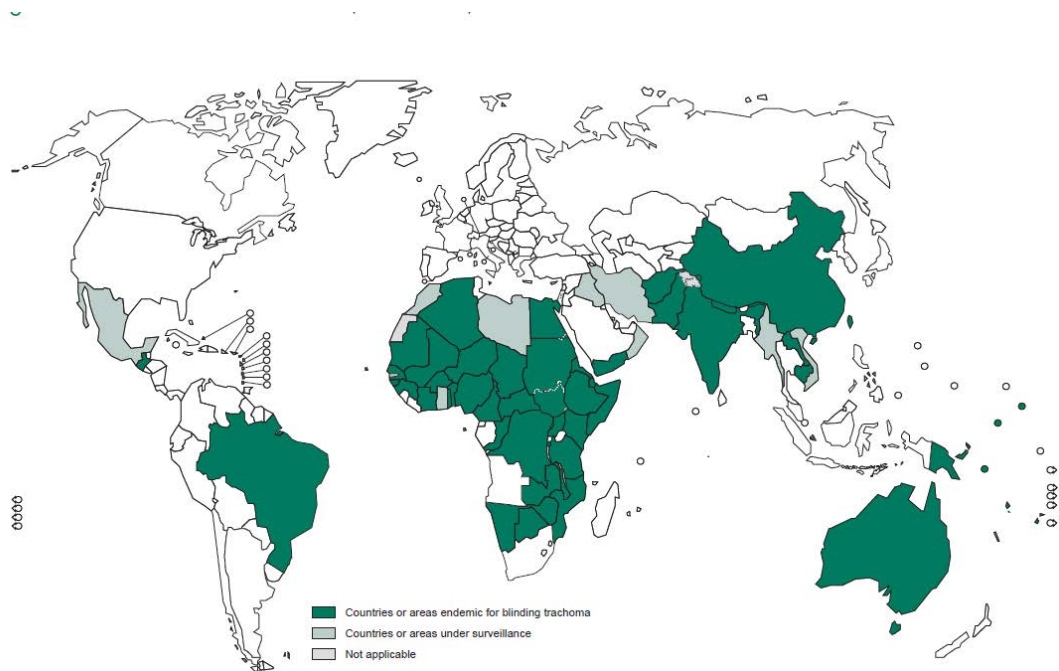 Countries or areas endemic for blinding trachoma
Countries or areas under surveillance
Not applicable